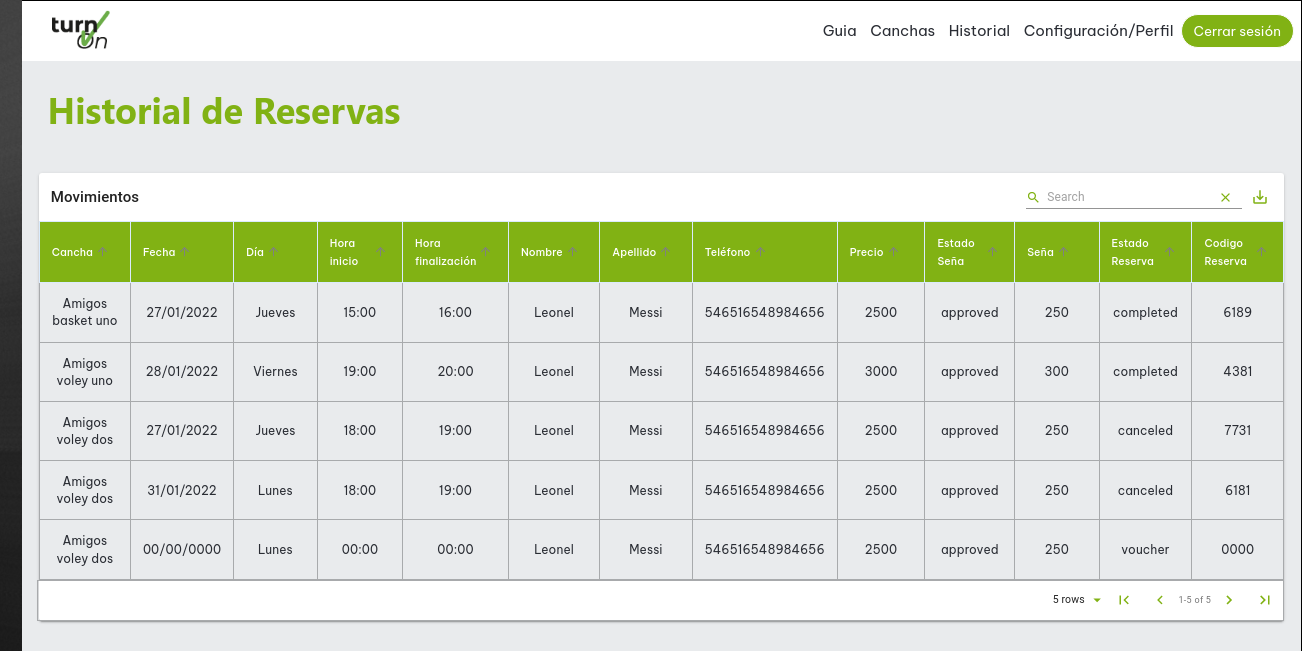 turn
On
Guia Canchas Historial Configuración/Perfil Cerrar sesión
Historial de Reservas
Movimientos Search
Cancha Fecha Día Hora inicio Hora finalización Nombre Apellido Teléfono Precio Estado Seña Seña Estado Reserva Codigo Reserva
Amigos basket uno 27/01/2022 Jueves 15:00 16:00 Leonel Messi 546516548984656 2500 approved 250 completed 6189
Amigos voley uno 28/01/2022 Viernes 19:00 20:00 Leonel Messi 546516548984656 3000 approved 300 completed 4381
Amigos voley dos 27/01/2022 Jueves 18:00 19:00 Leonel Messi 546516548984656 2500 approved 250 canceled 7731
Amigos voley dos 31/01/2022 Lunes 18:00 19:00 Leonel Messi 546516548984656 2500 approved 250 canceled 6181
Amigos voley dos 00/00/0000 Lunes 00:00 00:00 Leonel Messi 546516548984656 2500 approved 250 voucher 0000
5 rows 1-5 of 5